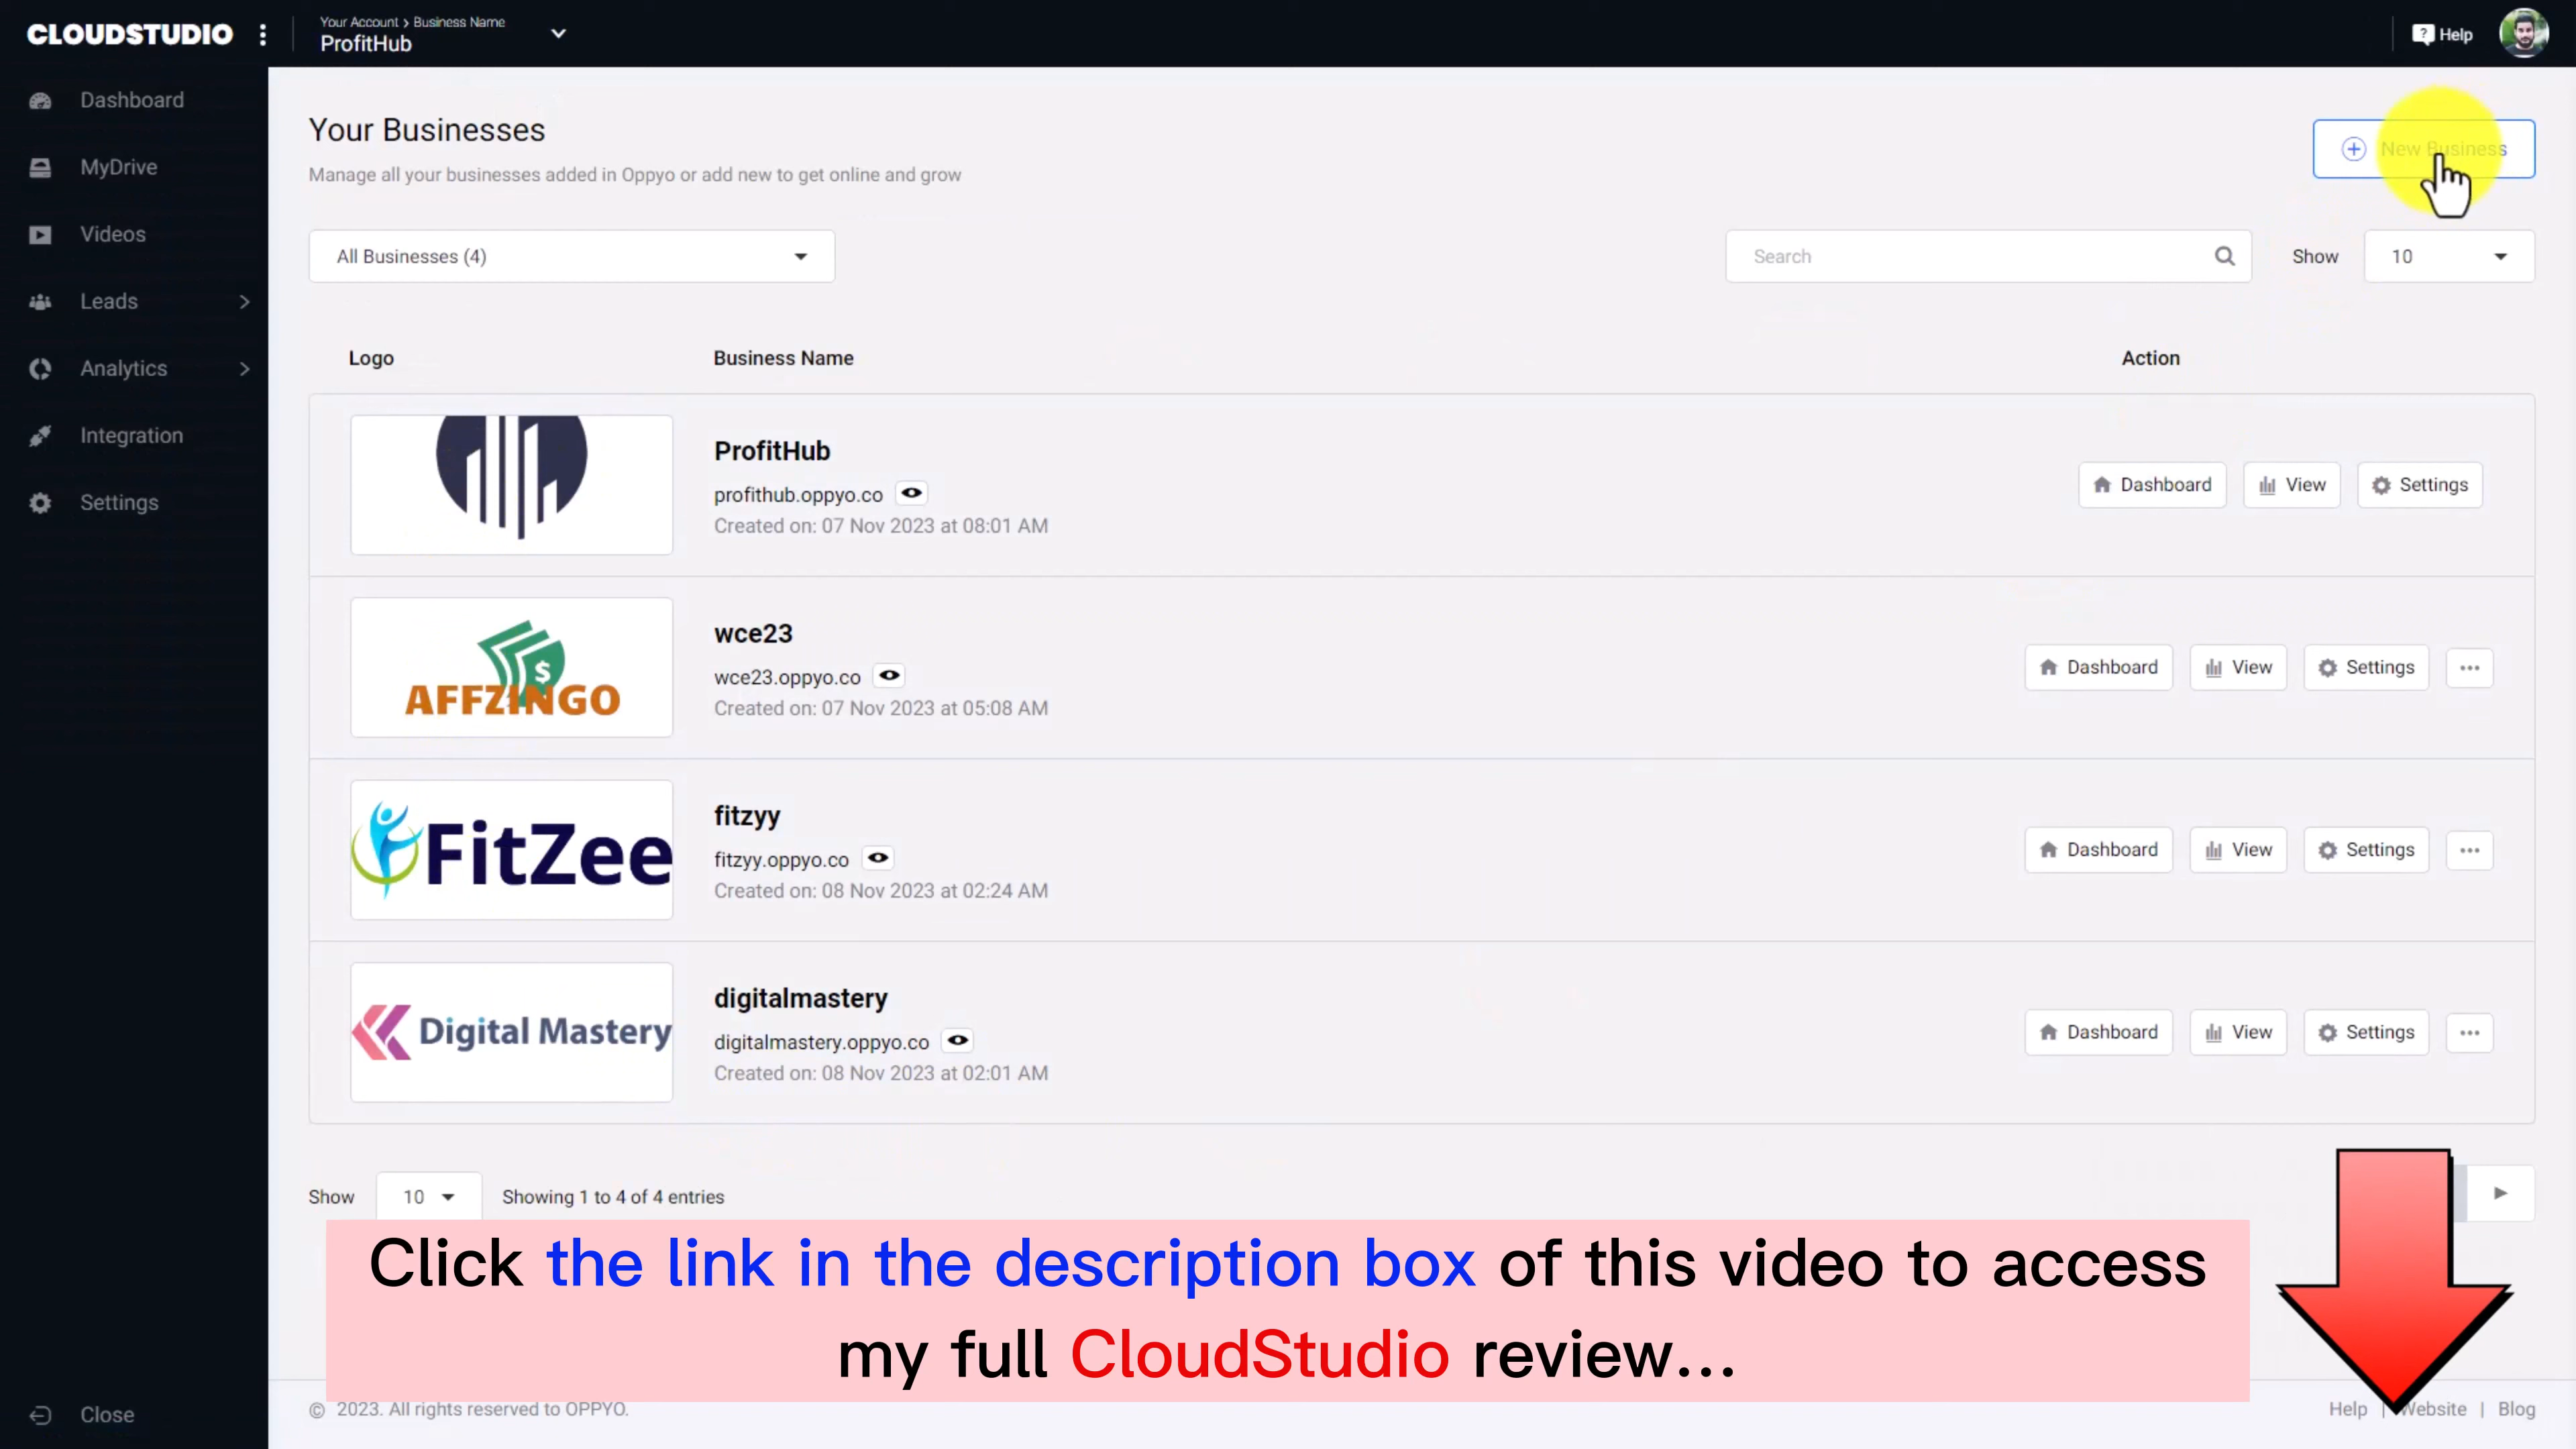 CLOUDSTUDIO
Your Account > Business Name
ProfitHub
Help
Dashboard
MyDrive
Videos
Leads
Analytics
Integration
Settings
Close
Your Businesses
Manage all your businesses added in Oppyo or add new to get online and grow
New Business
All Businesses (4)
Search
Show 10
Logo Business Name Action
ProfitHub
profithub.oppyo.co
Created on: 07 Nov 2023 at 08:01 AM
Dashboard View Settings
AFFZINGO
wce23
wce23.oppyo.co
Created on: 07 Nov 2023 at 05:08 AM
Dashboard View Settings
FitZee
fitzyy
fitzyy.oppyo.co
Created on: 08 Nov 2023 at 02:24 AM
Dashboard View Settings
Digital Mastery
digitalmastery
digitalmastery.oppyo.co
Created on: 08 Nov 2023 at 02:01 AM
Dashboard View Settings
Show 10 Showing 1 to 4 of 4 entries
Click the link in the description box of this video to access
my full CloudStudio review...
© 2023. All rights reserved to OPPYO.
Help | Website | Blog